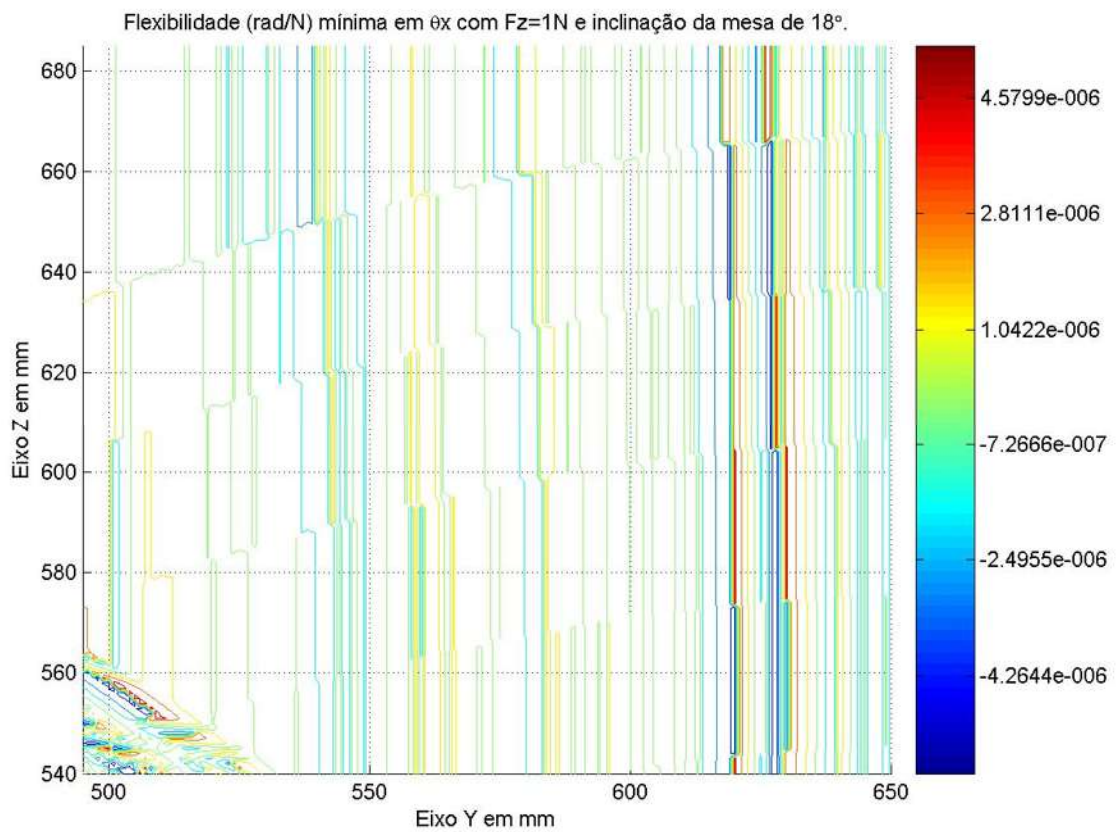 Flexibilidade (rad/N) mínima em θx com Fz=1N e inclinação da mesa de 18º.
680
660
640
620
600
580
560
540
500
550
600
650
Eixo Z em mm
Eixo Y em mm
4.5799e-006
2.8111e-006
1.0422e-006
-7.2666e-007
-2.4955e-006
-4.2644e-006